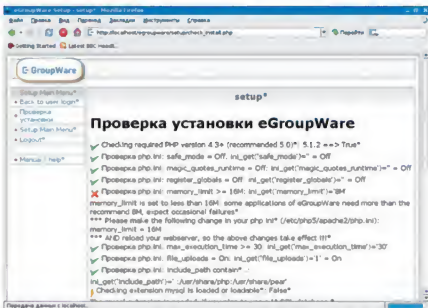 eGroupWare Setup - setup* - Mozilla Firefox
Файл Правка Вид Переход Закладки Инструменты Справка
http://localhost/egroupware/setup/check_install.php
Перейти
Getting Started Latest BBC Headl...
GroupWare
Setup Main Menu*
Back to user login*
Проверка установки
Setup Main Menu*
Logout*
Manual / help*
setup*
Проверка установки eGroupWare
Checking required PHP version 4.3+ (recommended 5.0)*: 5.1.2 ==> True*
Проверка php.ini: safe_mode = Off: ini_get('safe_mode')='' = Off
Проверка php.ini: magic_quotes_runtime = Off: ini_get('magic_quotes_runtime')='' = Off
Проверка php.ini: register_globals = Off: ini_get('register_globals')='' = Off
Проверка php.ini: memory_limit >= 16M: ini_get('memory_limit')='8M'
memory_limit is set to less than 16M: some applications of eGroupWare need more than the
recommend 8M, expect occasional failures*
*** Please make the following change in your php.ini* (/etc/php5/apache2/php.ini):
memory_limit = 16M
*** AND reload your webserver, so the above changes take effect !!!*
Проверка php.ini: max_execution_time >= 30: ini_get('max_execution_time')='30'
Проверка php.ini: file_uploads = On: ini_get('file_uploads')='1' = On
Проверка php.ini: include_path contain* .:
ini_get('include_path')='.:/usr/share/php:/usr/share/pear'
Checking extension mysql is loaded or loadable*: False*
Передача данных с localhost...